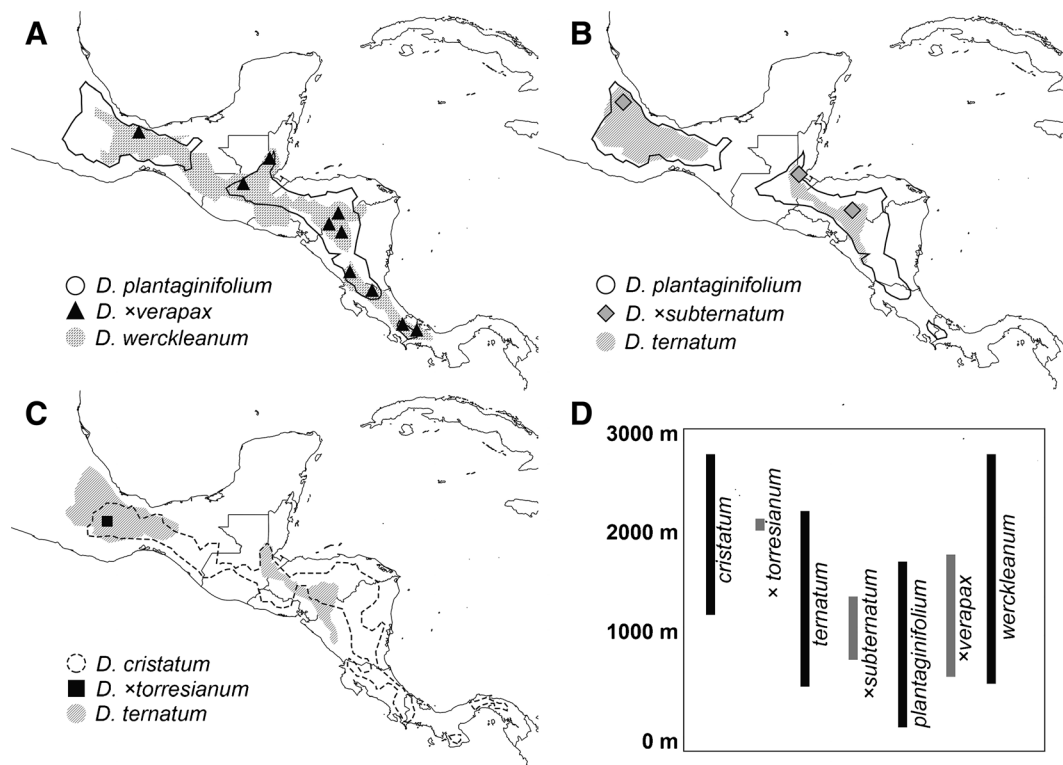 A
D. plantaginifolium
D. ×verapax
D. werckleanum
B
D. plantaginifolium
D. ×subternatum
D. ternatum
C
D. cristatum
D. ×torresianum
D. ternatum
D
3000 m
2000 m
1000 m
0 m
cristatum
× torresianum
ternatum
×subternatum
plantaginifolium
×verapax
werckleanum